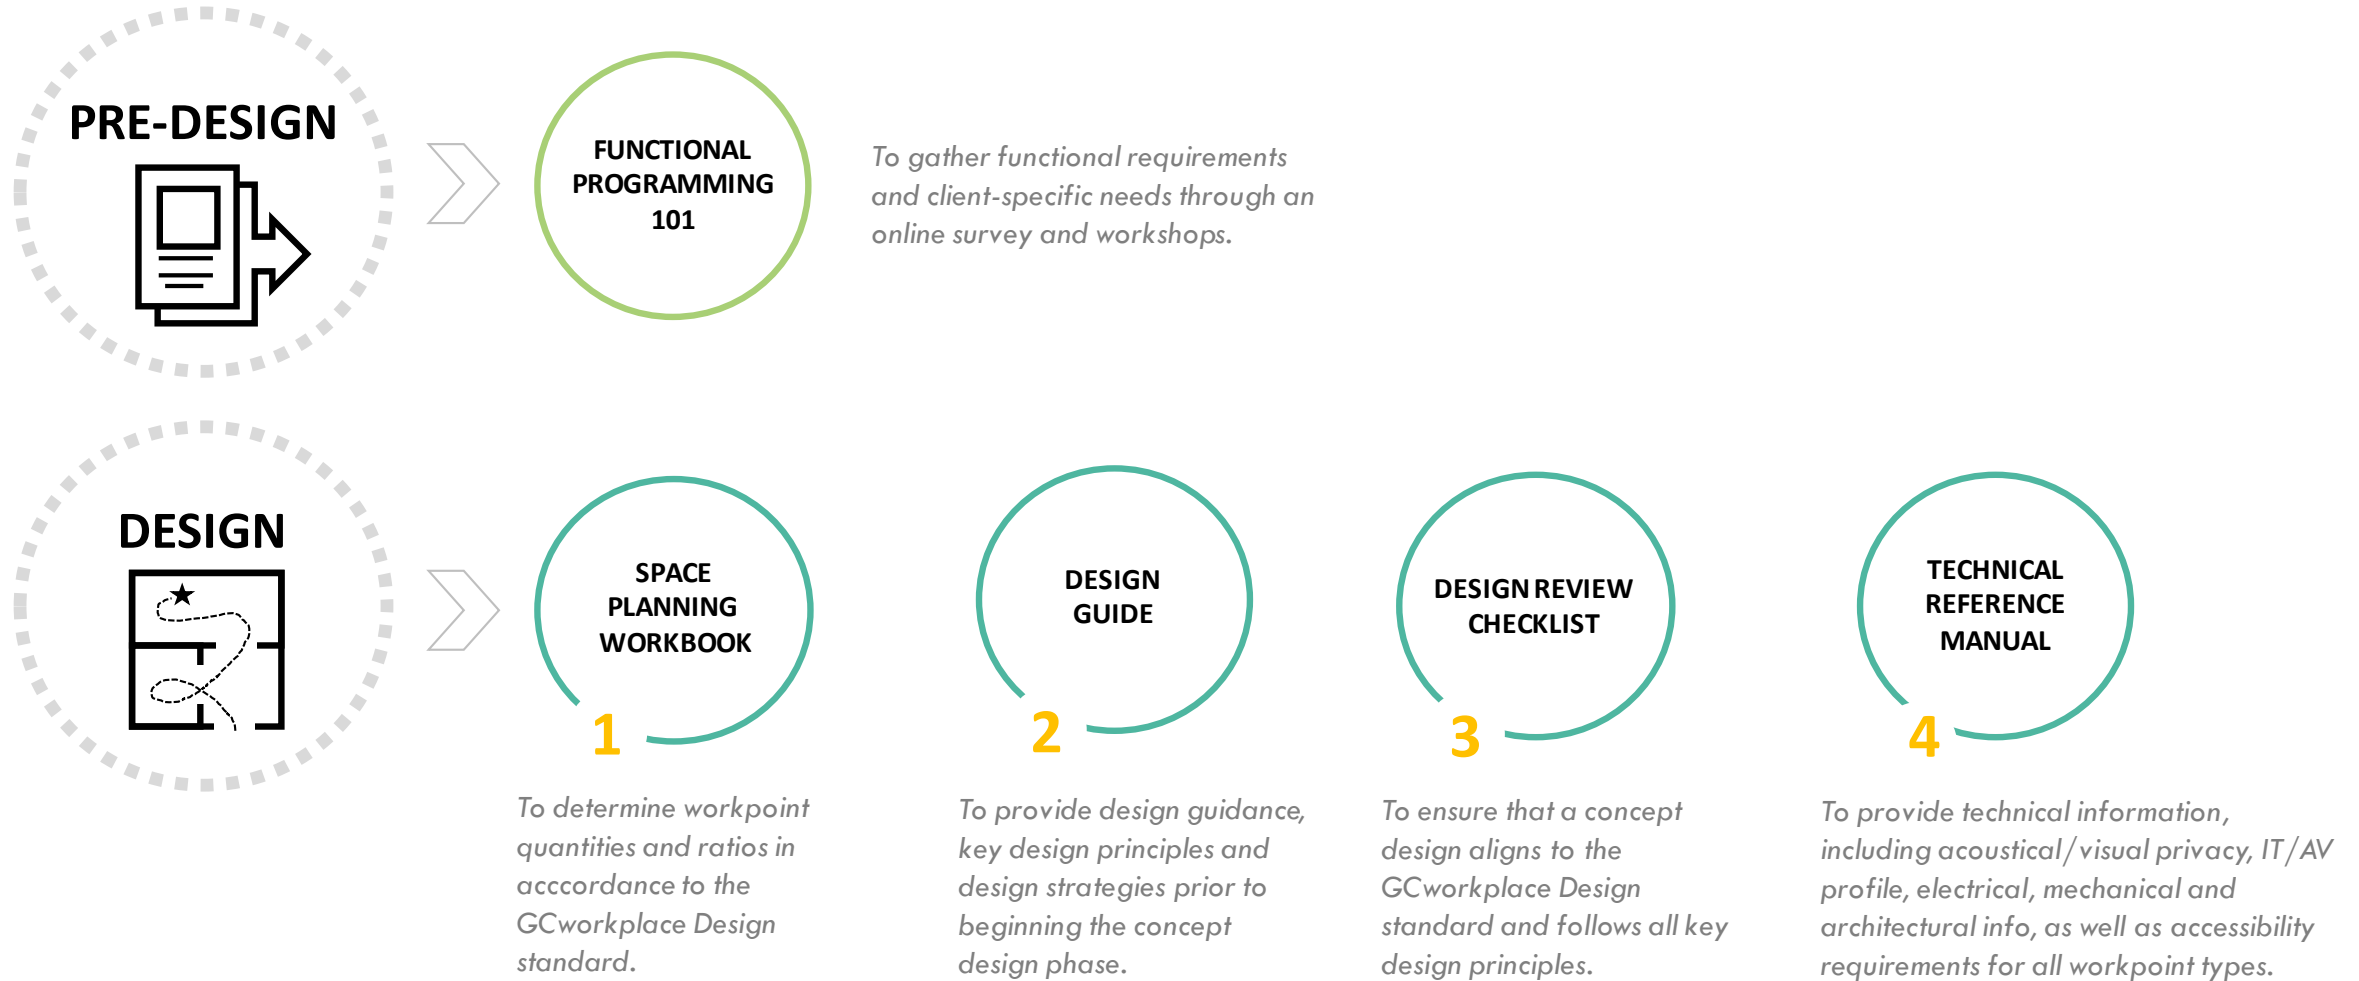 PRE-DESIGN
FUNCTIONAL
PROGRAMMING
101
To gather functional requirements
and client-specific needs through an
online survey and workshops.
DESIGN
SPACE
PLANNING
WORKBOOK
1
To determine workpoint
quantities and ratios in
acccordance to the
GCworkplace Design
standard.
DESIGN
GUIDE
2
To provide design guidance,
key design principles and
design strategies prior to
beginning the concept
design phase.
DESIGN REVIEW
CHECKLIST
3
To ensure that a concept
design aligns to the
GCworkplace Design
standard and follows all key
design principles.
TECHNICAL
REFERENCE
MANUAL
4
To provide technical information,
including acoustical/visual privacy, IT/AV
profile, electrical, mechanical and
architectural info, as well as accessibility
requirements for all workpoint types.